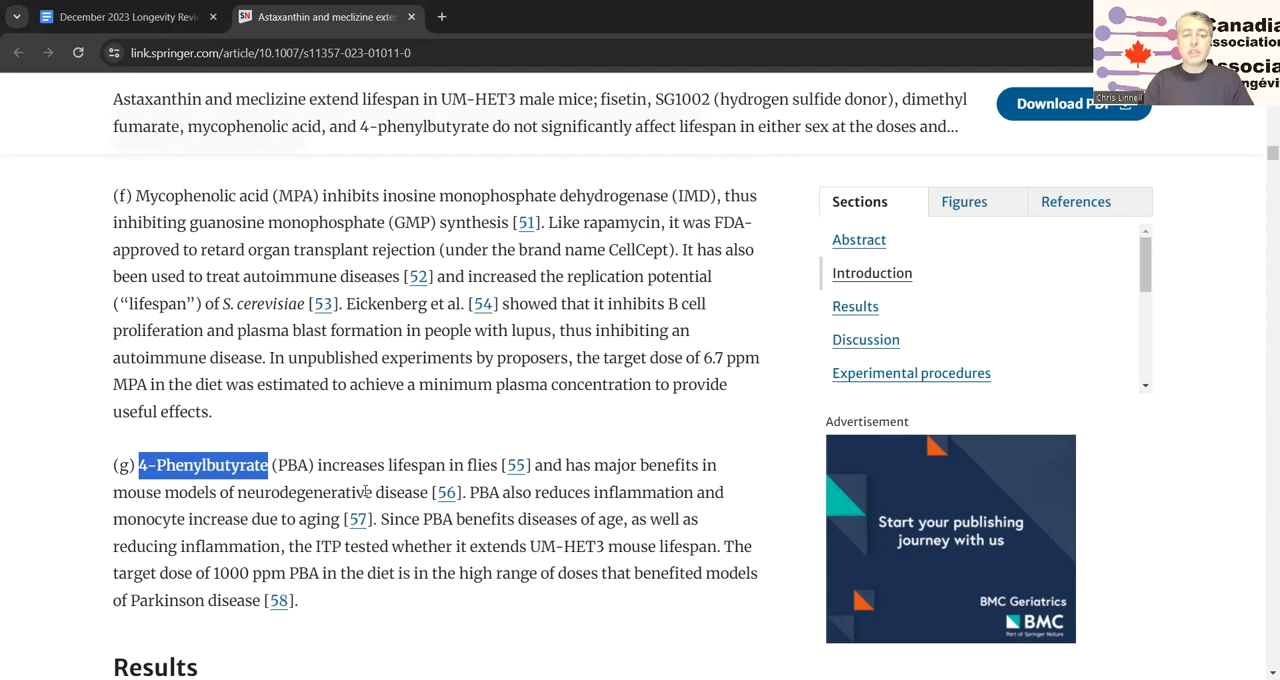 December 2023 Longevity Revi
Astaxanthin and meclizine exte
link.springer.com/article/10.1007/s11357-023-01011-0
Canadia
Association
Associa
Chris Linnell
Astaxanthin and meclizine extend lifesp UM-HET3 male mice; fisetin, SG1002 (hydrogen sulfide donor), dimethyl
fumarate, mycophenolic acid, and 4-phenylbutyrate do not significantly affect lifespan in either sex at the doses and...
Download PDF
(f) Mycophenolic acid (MPA) inhibits inosine monophosphate dehydrogenase (IMD), thus
inhibiting guanosine monophosphate (GMP) synthesis [51]. Like rapamycin, it was FDA-
approved to retard organ transplant rejection (under the brand name CellCept). It has also
been used to treat autoimmune diseases [52] and increased the replication potential
(“lifespan”) of S. cerevisiae [53]. Eickenberg et al. [54] showed that it inhibits B cell
proliferation and plasma blast formation in people with lupus, thus inhibiting an
autoimmune disease. In unpublished experiments by proposers, the target dose of 6.7 ppm
MPA in the diet was estimated to achieve a minimum plasma concentration to provide
useful effects.
(g) 4-Phenylbutyrate (PBA) increases lifespan in flies [55] and has major benefits in
mouse models of neurodegenerative disease [56]. PBA also reduces inflammation and
monocyte increase due to aging [57]. Since PBA benefits diseases of age, as well as
reducing inflammation, the ITP tested whether it extends UM-HET3 mouse lifespan. The
target dose of 1000 ppm PBA in the diet is in the high range of doses that benefited models
of Parkinson disease [58].
Results
Sections
Figures
References
Abstract
Introduction
Results
Discussion
Experimental procedures
Advertisement
Start your publishing
journey with us
BMC Geriatrics
BMC
Part of Springer Nature